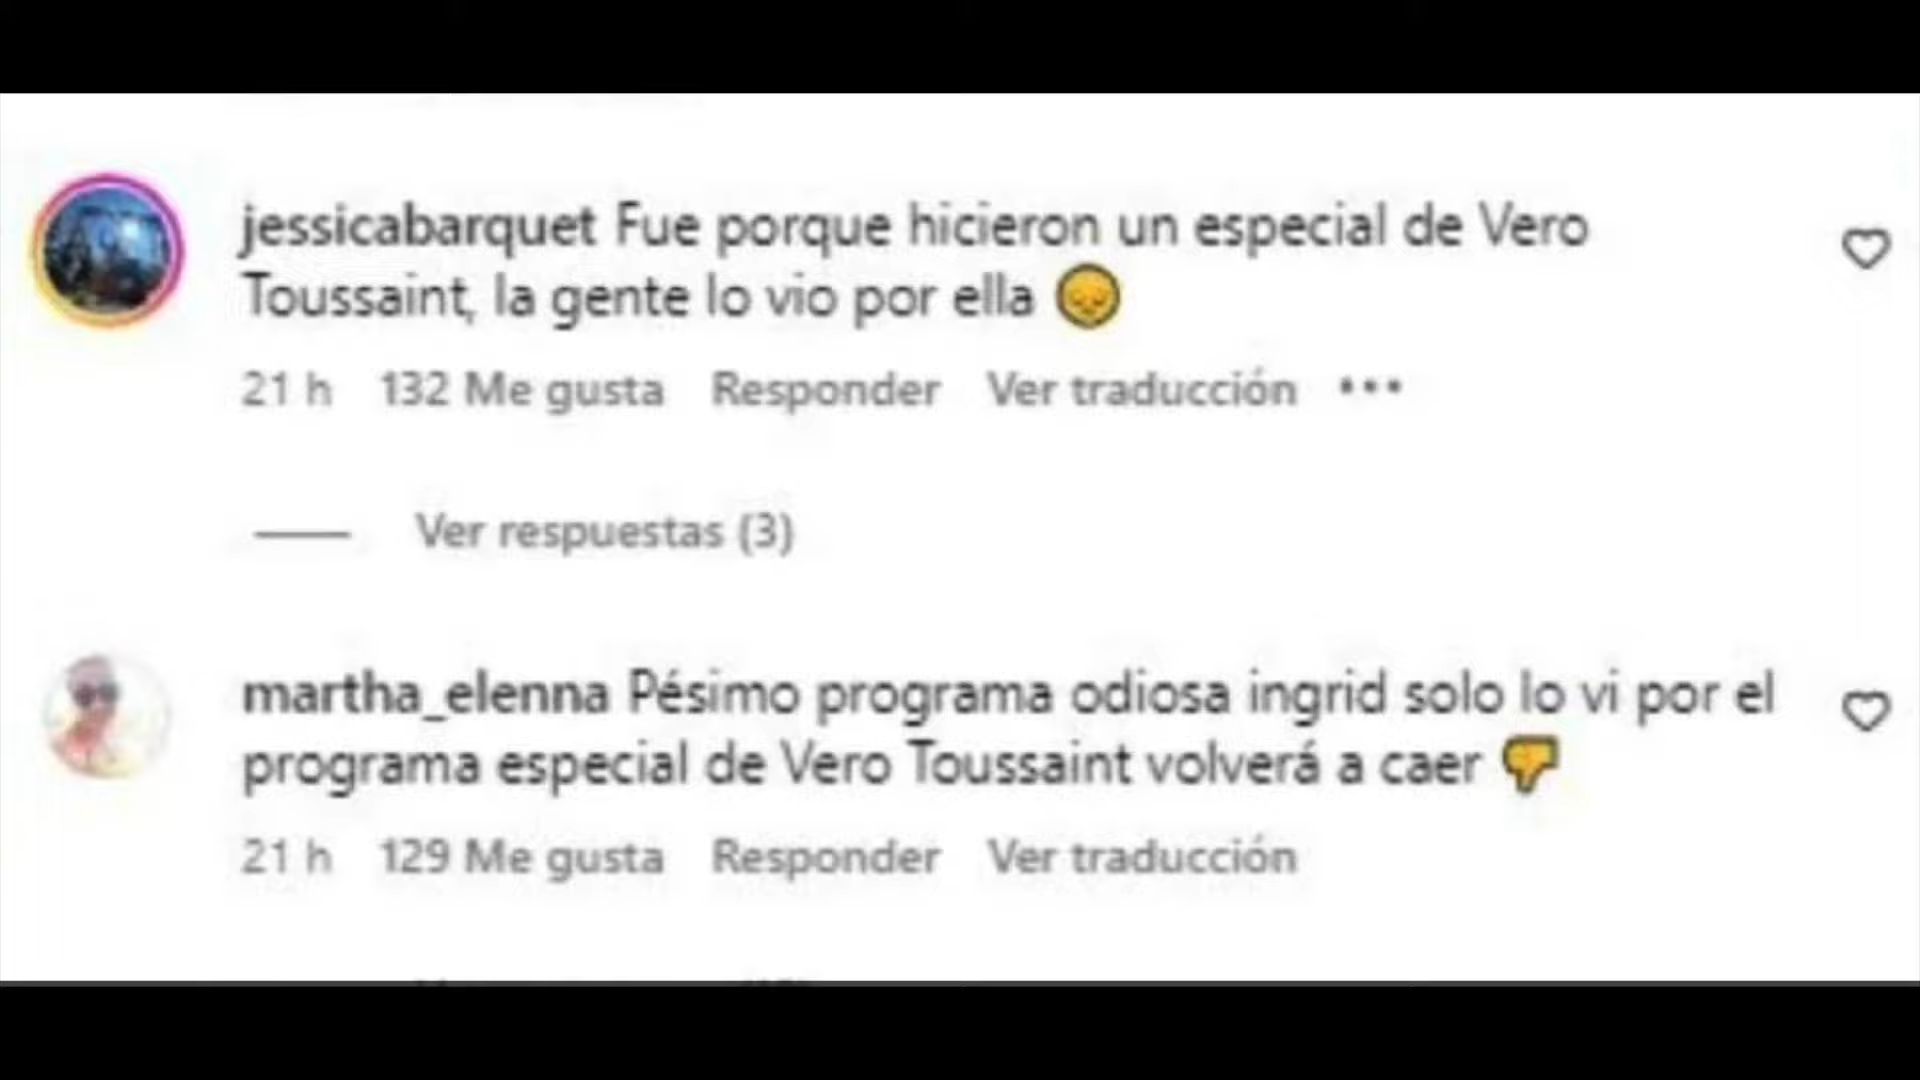 jessicabarquet Fue porque hicieron un especial de Vero
Toussaint, la gente lo vio por ella 😔
21 h 132 Me gusta Responder Ver traducción •••
Ver respuestas (3)
martha_elenna Pésimo programa odiosa ingrid solo lo vi por el
programa especial de Vero Toussaint volverá a caer 👎
21 h 129 Me gusta Responder Ver traducción